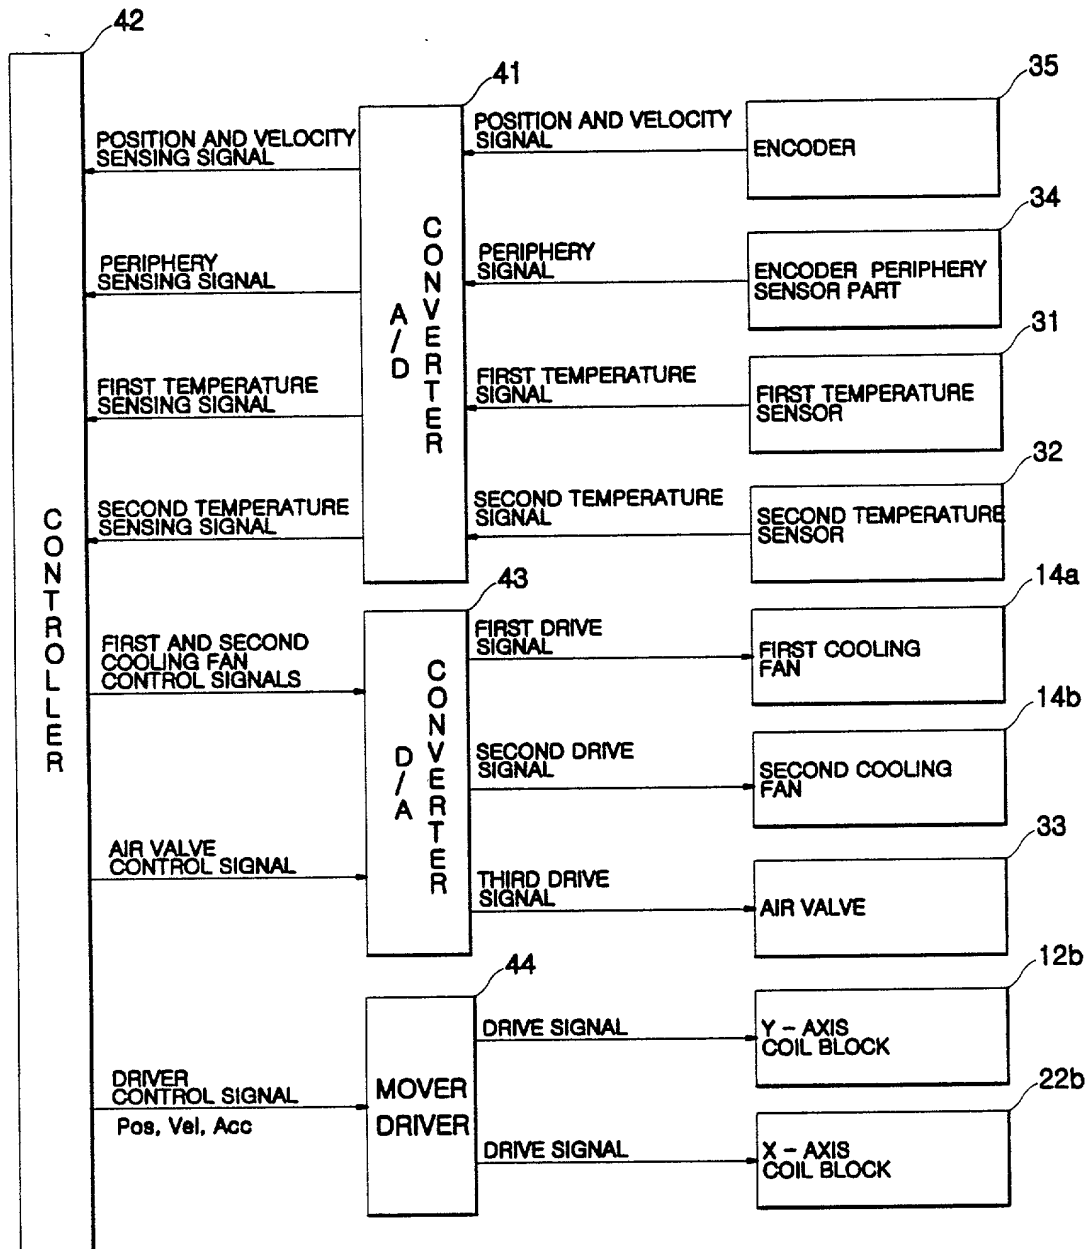 42
CONTROLLER
41
A/D
CONVERTER
35
POSITION AND VELOCITY
SENSING SIGNAL
POSITION AND VELOCITY
SIGNAL
ENCODER
34
PERIPHERY
SENSING SIGNAL
PERIPHERY
SIGNAL
ENCODER PERIPHERY
SENSOR PART
31
FIRST TEMPERATURE
SENSING SIGNAL
FIRST TEMPERATURE
SIGNAL
FIRST TEMPERATURE
SENSOR
32
SECOND TEMPERATURE
SENSING SIGNAL
SECOND TEMPERATURE
SIGNAL
SECOND TEMPERATURE
SENSOR
43
D/A
CONVERTER
14a
FIRST AND SECOND
COOLING FAN
CONTROL SIGNALS
FIRST DRIVE
SIGNAL
FIRST COOLING
FAN
14b
SECOND DRIVE
SIGNAL
SECOND COOLING
FAN
33
AIR VALVE
CONTROL SIGNAL
THIRD DRIVE
SIGNAL
AIR VALVE
44
12b
DRIVE SIGNAL
Y - AXIS
COIL BLOCK
DRIVER
CONTROL SIGNAL
Pos, Vel, Acc
MOVER
DRIVER
22b
DRIVE SIGNAL
X - AXIS
COIL BLOCK